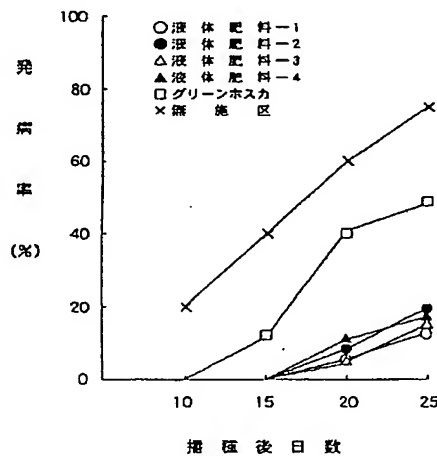 100
80
60
40
20
0
発病率
(%)
○液体肥料－1
●液体肥料－2
△液体肥料－3
▲液体肥料－4
□グリーンホスカ
×無施区
10 15 20 25
播種後日数